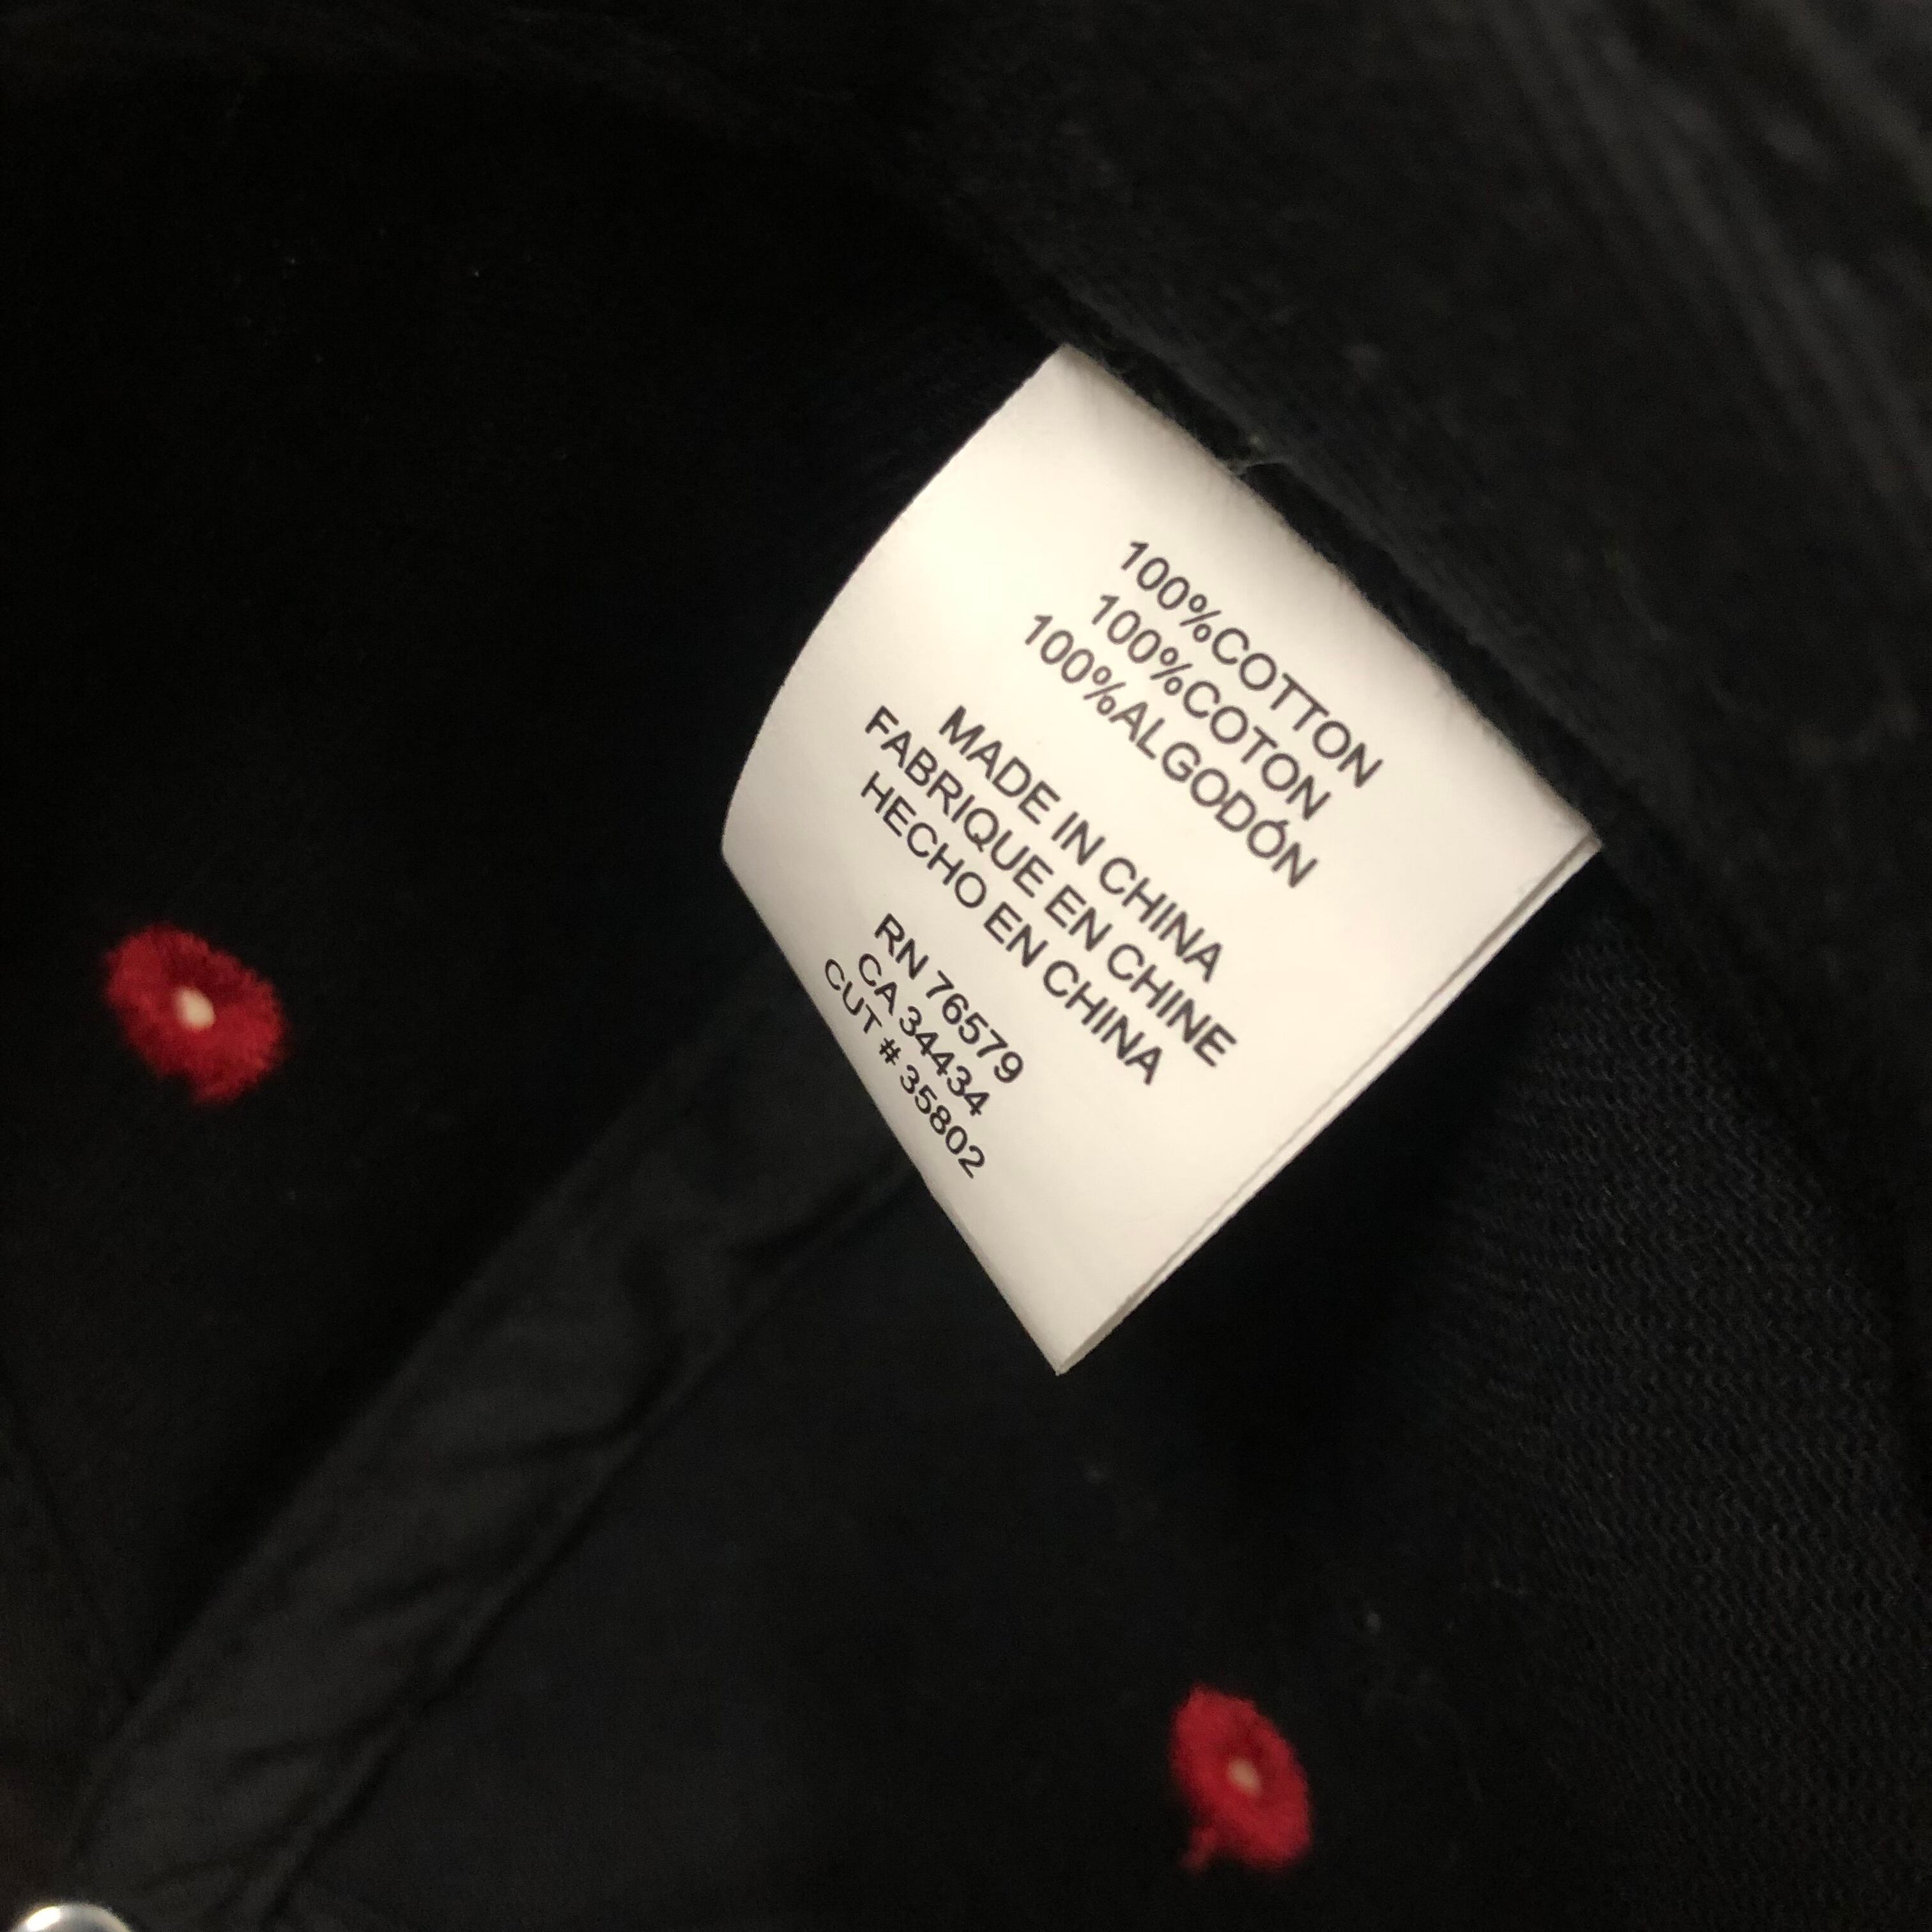 100%COTTON
100%COTON
100%ALGODÓN
MADE IN CHINA
FABRIQUE EN CHINE
HECHO EN CHINA
RN 76579
CA 34434
CUT # 35802